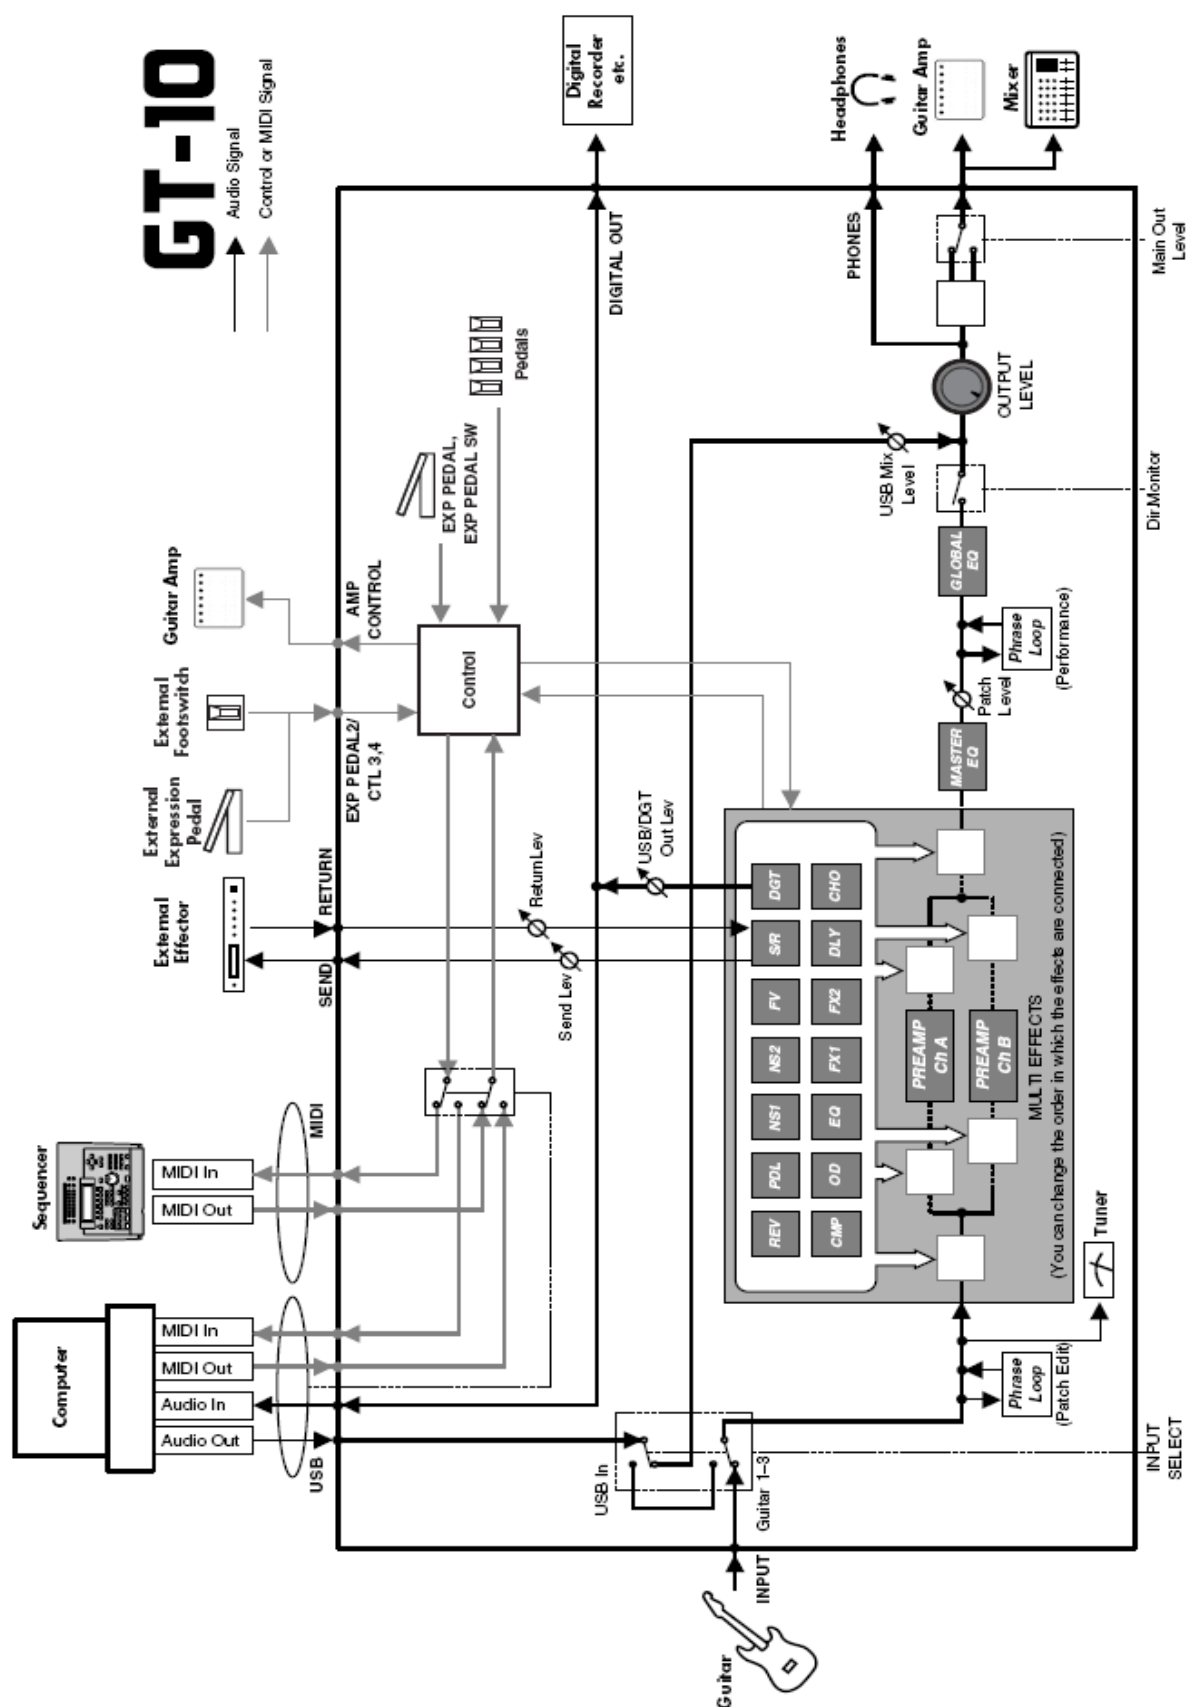 GT-10
Audio Signal
Control or MIDI Signal
Computer
MIDI In
MIDI Out
Audio In
Audio Out
USB
Sequencer
MIDI In
MIDI Out
MIDI
External
Effector
SEND
RETURN
External
Expression
Pedal
External
Footswitch
EXP PEDAL2/
CTL 3,4
Guitar Amp
AMP
CONTROL
EXP PEDAL,
EXP PEDAL SW
Pedals
Control
Digital
Recorder
etc.
DIGITAL OUT
Send Lev
Return Lev
USB/DGT
Out Lev
Guitar
INPUT
USB In
Guitar 1–3
INPUT
SELECT
Phrase
Loop
(Patch Edit)
Tuner
REV
PDL
NS1
NS2
FV
S/R
DGT
CMP
OD
EQ
FX1
FX2
DLY
CHO
PREAMP
Ch A
PREAMP
Ch B
MULTI EFFECTS
(You can change the order in which the effects are connected)
MASTER
EQ
Patch
Level
Phrase
Loop
(Performance)
GLOBAL
EQ
Dir.Monitor
USB Mix
Level
OUTPUT
LEVEL
Main Out
Level
PHONES
Headphones
Guitar Amp
Mixer